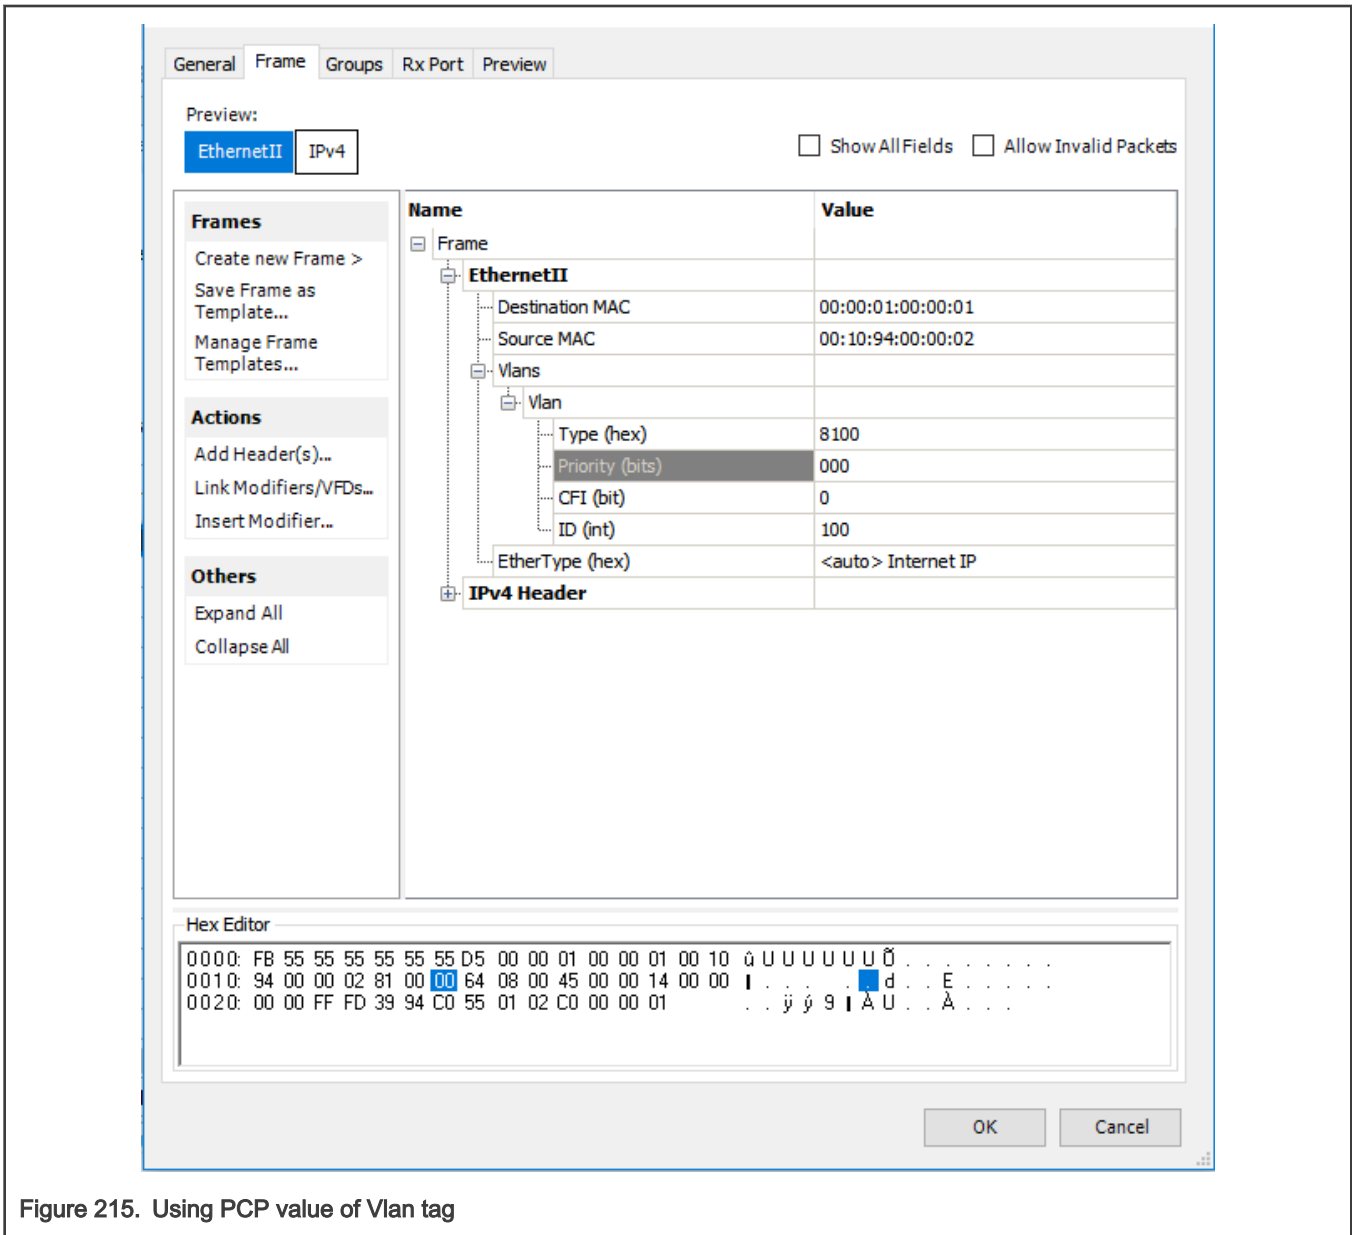 General Frame Groups Rx Port Preview
Preview:
EthernetII IPv4
Show All Fields Allow Invalid Packets
Frames
Create new Frame >
Save Frame as
Template...
Manage Frame
Templates...
Actions
Add Header(s)...
Link Modifiers/VFDs...
Insert Modifier...
Others
Expand All
Collapse All
Name Value
Frame
EthernetII
Destination MAC 00:00:01:00:00:01
Source MAC 00:10:94:00:00:02
Vlans
Vlan
Type (hex) 8100
Priority (bits) 000
CFI (bit) 0
ID (int) 100
EtherType (hex) <auto> Internet IP
IPv4 Header
Hex Editor
0000: FB 55 55 55 55 55 55 D5 00 00 01 00 00 01 00 10 û U U U U U U Õ . . . . . . . .
0010: 94 00 00 02 81 00 00 64 08 00 45 00 00 14 00 00 . . . . . . d . . E . . . . .
0020: 00 00 FF FD 39 94 C0 55 01 02 C0 00 00 01 . . ÿ ý 9 À U . . À . . .
OK Cancel
Figure 215. Using PCP value of Vlan tag